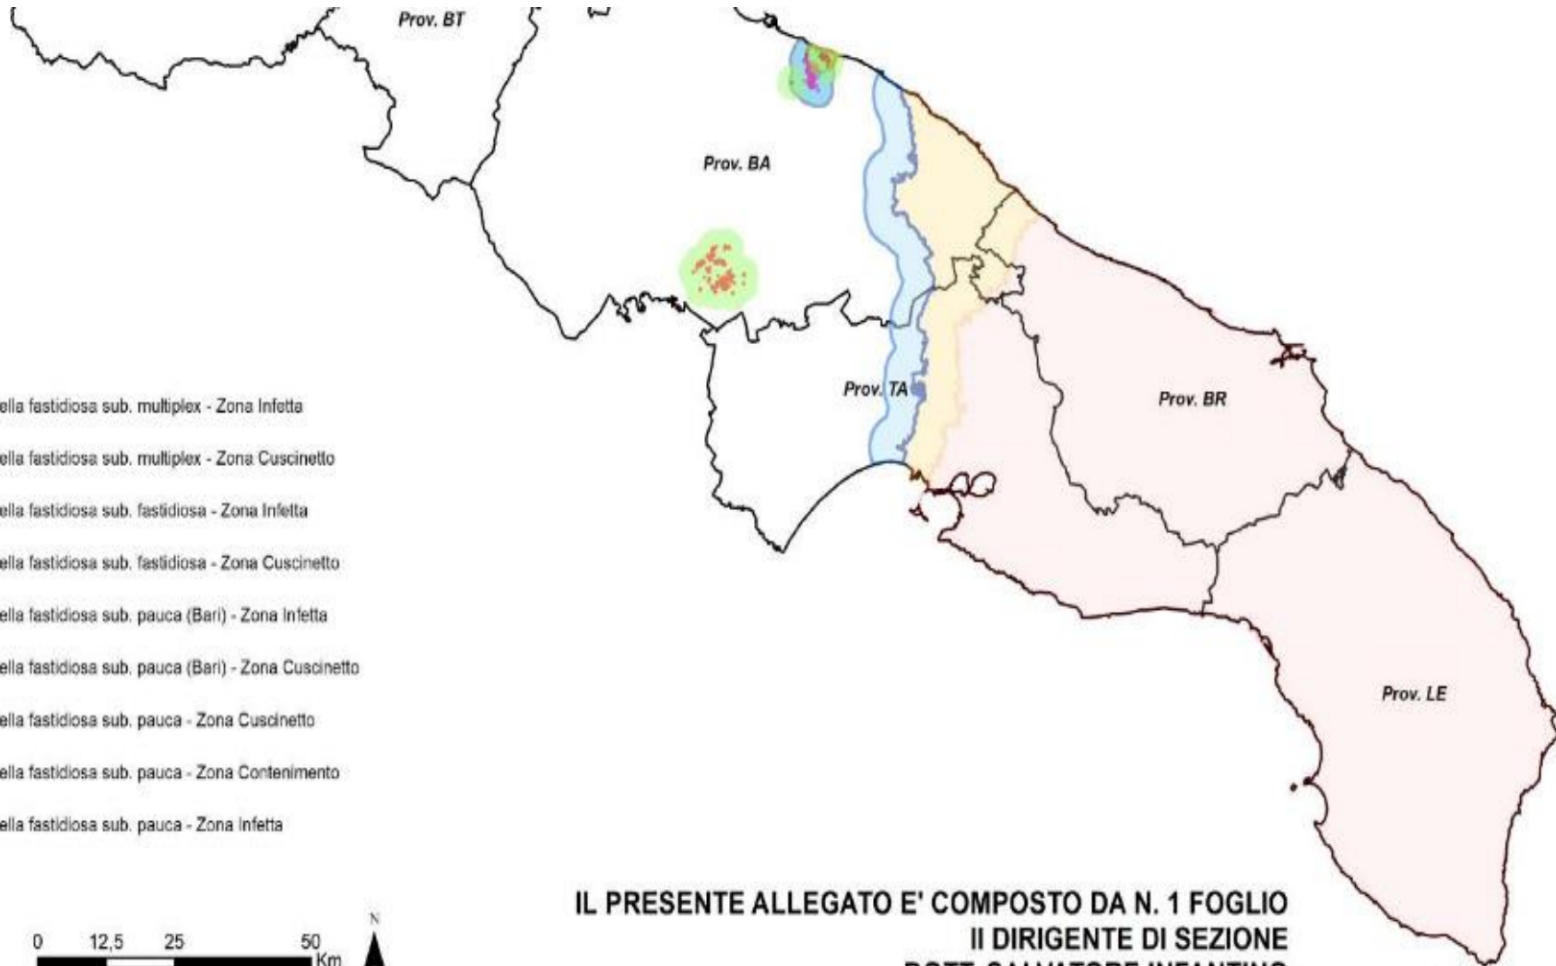 Prov. BT
Prov. BA
Prov. TA
Prov. BR
Prov. LE
ella fastidiosa sub. multiplex - Zona Infetta
ella fastidiosa sub. multiplex - Zona Cuscinetto
ella fastidiosa sub. fastidiosa - Zona Infetta
ella fastidiosa sub. fastidiosa - Zona Cuscinetto
ella fastidiosa sub. pauca (Bari) - Zona Infetta
ella fastidiosa sub. pauca (Bari) - Zona Cuscinetto
ella fastidiosa sub. pauca - Zona Cuscinetto
ella fastidiosa sub. pauca - Zona Contenimento
ella fastidiosa sub. pauca - Zona Infetta
0 12,5 25 50
Km
N
IL PRESENTE ALLEGATO E' COMPOSTO DA N. 1 FOGLIO
Il DIRIGENTE DI SEZIONE
DOTT. SALVATORE INFANTINO